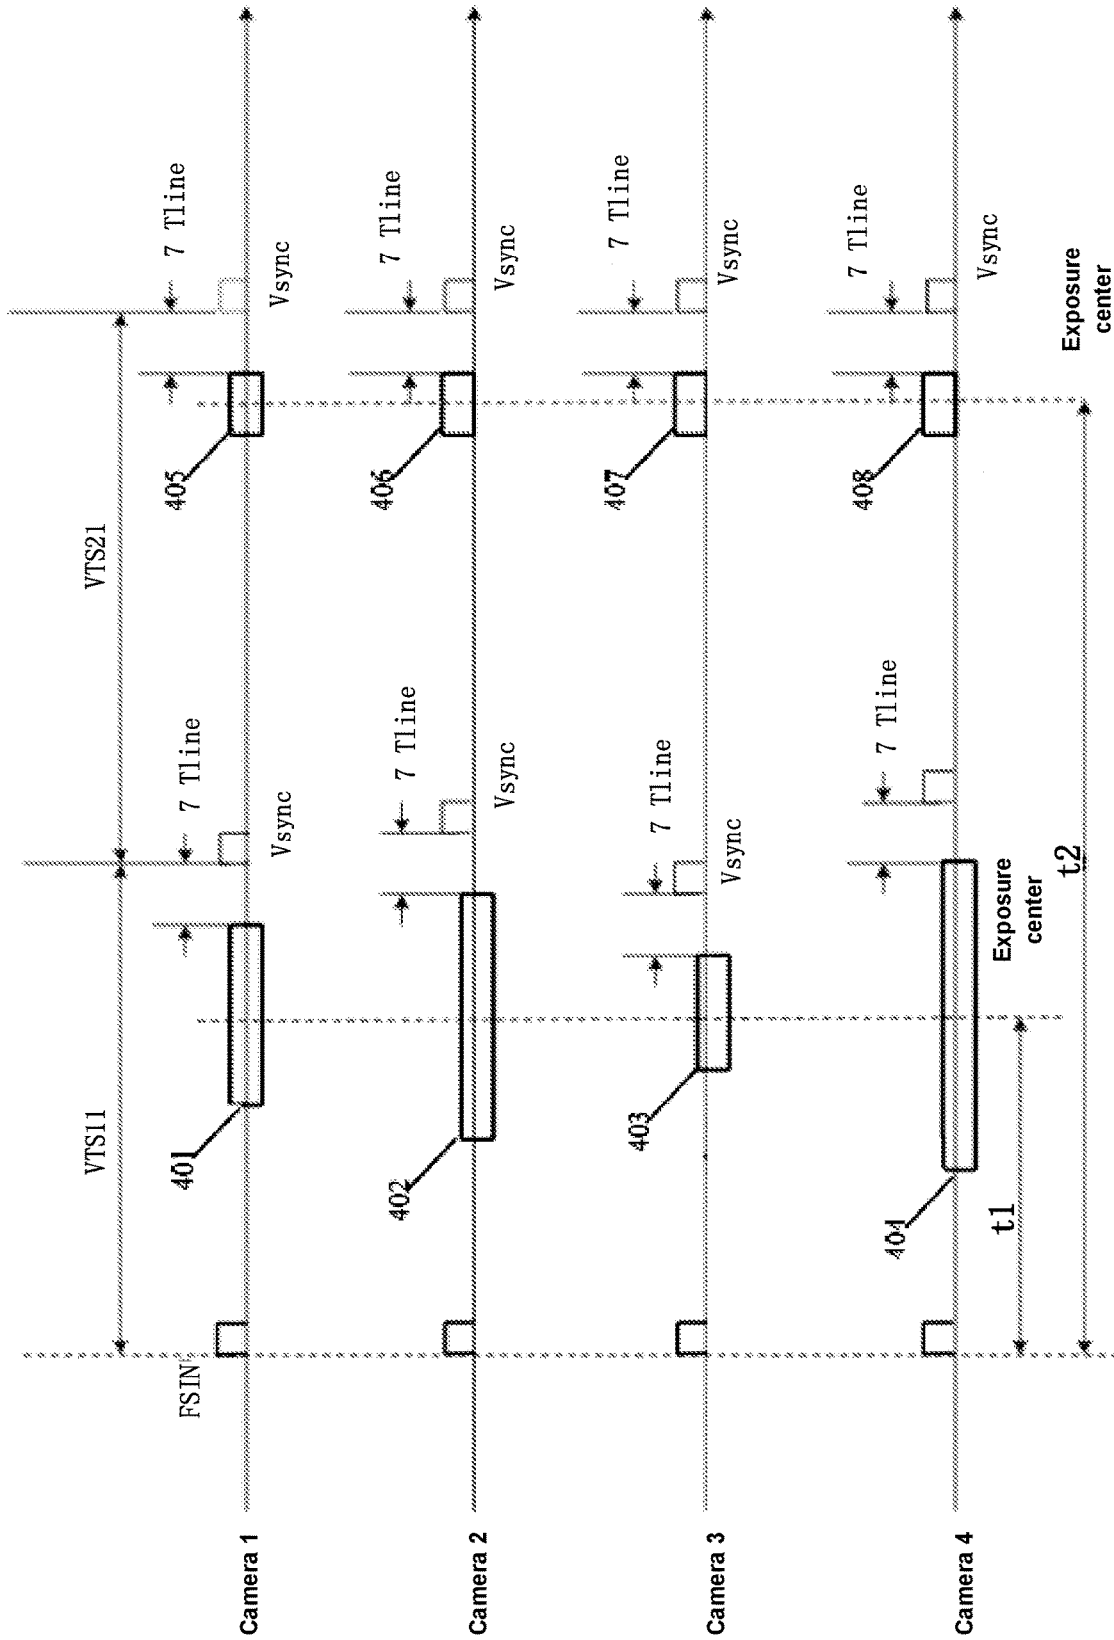 VTS11
VTS21
FSIN
401
7 Tline
Vsync
405
7 Tline
Vsync
Camera 1
402
7 Tline
Vsync
406
7 Tline
Vsync
Camera 2
403
7 Tline
Vsync
407
7 Tline
Vsync
Camera 3
404
7 Tline
408
7 Tline
Vsync
Camera 4
t1
Exposure
center
t2
Exposure
center